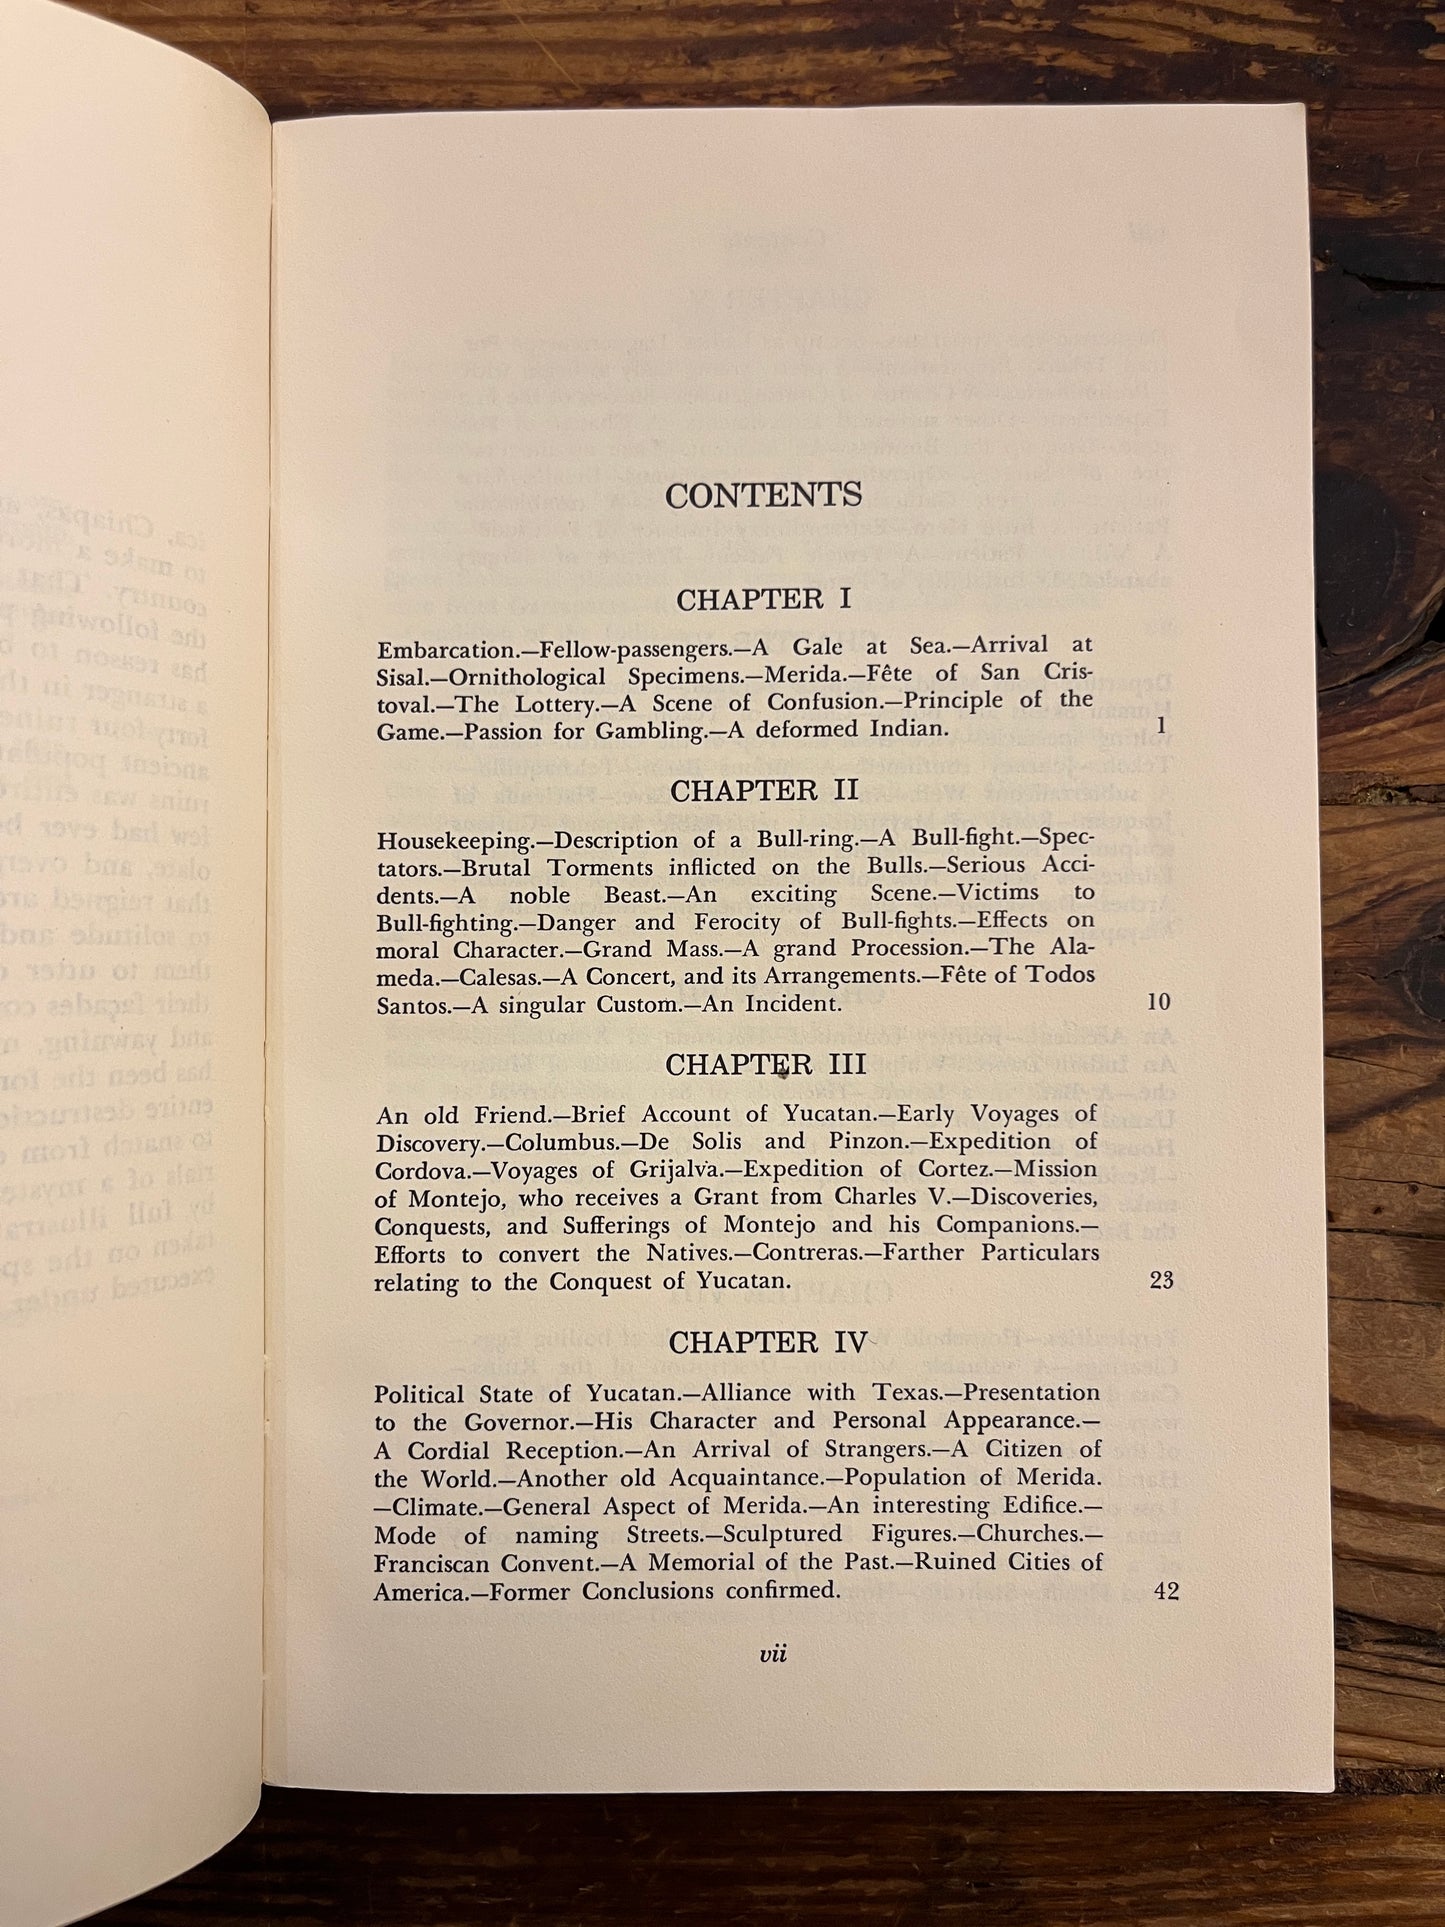 CONTENTS
CHAPTER I
Embarcation.—Fellow-passengers.—A Gale at Sea.—Arrival at
Sisal.—Ornithological Specimens.—Merida.—Fête of San Cris-
toval.—The Lottery.—A Scene of Confusion.—Principle of the
Game.—Passion for Gambling.—A deformed Indian. 1
CHAPTER II
Housekeeping.—Description of a Bull-ring.—A Bull-fight.—Spec-
tators.—Brutal Torments inflicted on the Bulls.—Serious Acci-
dents.—A noble Beast.—An exciting Scene.—Victims to
Bull-fighting.—Danger and Ferocity of Bull-fights.—Effects on
moral Character.—Grand Mass.—A grand Procession.—The Ala-
meda.—Calesas.—A Concert, and its Arrangements.—Fête of Todos
Santos.—A singular Custom.—An Incident. 10
CHAPTER III
An old Friend.—Brief Account of Yucatan.—Early Voyages of
Discovery.—Columbus.—De Solis and Pinzon.—Expedition of
Cordova.—Voyages of Grijalva.—Expedition of Cortez.—Mission
of Montejo, who receives a Grant from Charles V.—Discoveries,
Conquests, and Sufferings of Montejo and his Companions.—
Efforts to convert the Natives.—Contreras.—Farther Particulars
relating to the Conquest of Yucatan. 23
CHAPTER IV
Political State of Yucatan.—Alliance with Texas.—Presentation
to the Governor.—His Character and Personal Appearance.—
A Cordial Reception.—An Arrival of Strangers.—A Citizen of
the World.—Another old Acquaintance.—Population of Merida.
—Climate.—General Aspect of Merida.—An interesting Edifice.—
Mode of naming Streets.—Sculptured Figures.—Churches.—
Franciscan Convent.—A Memorial of the Past.—Ruined Cities of
America.—Former Conclusions confirmed. 42
vii